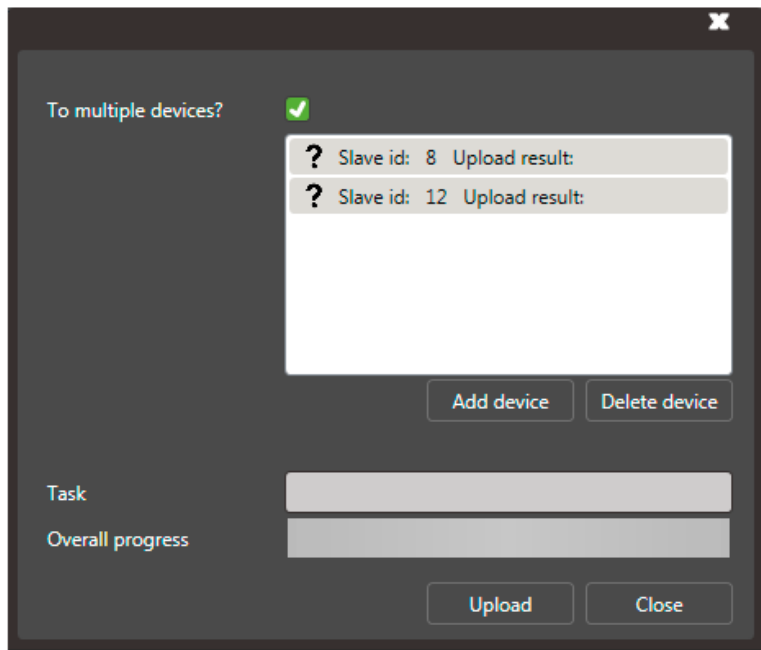 To multiple devices?
? Slave id: 8 Upload result:
? Slave id: 12 Upload result:
Add device Delete device
Task
Overall progress
Upload Close